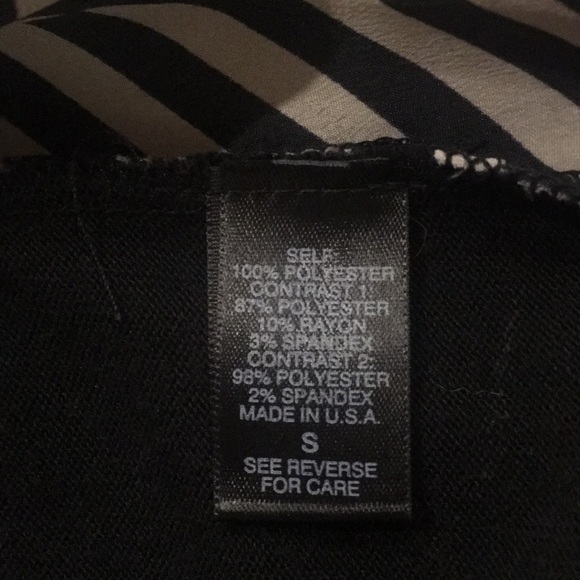 SELF:
100% POLYESTER
CONTRAST 1:
87% POLYESTER
10% RAYON
3% SPANDEX
CONTRAST 2:
98% POLYESTER
2% SPANDEX
MADE IN U.S.A.
S
SEE REVERSE
FOR CARE